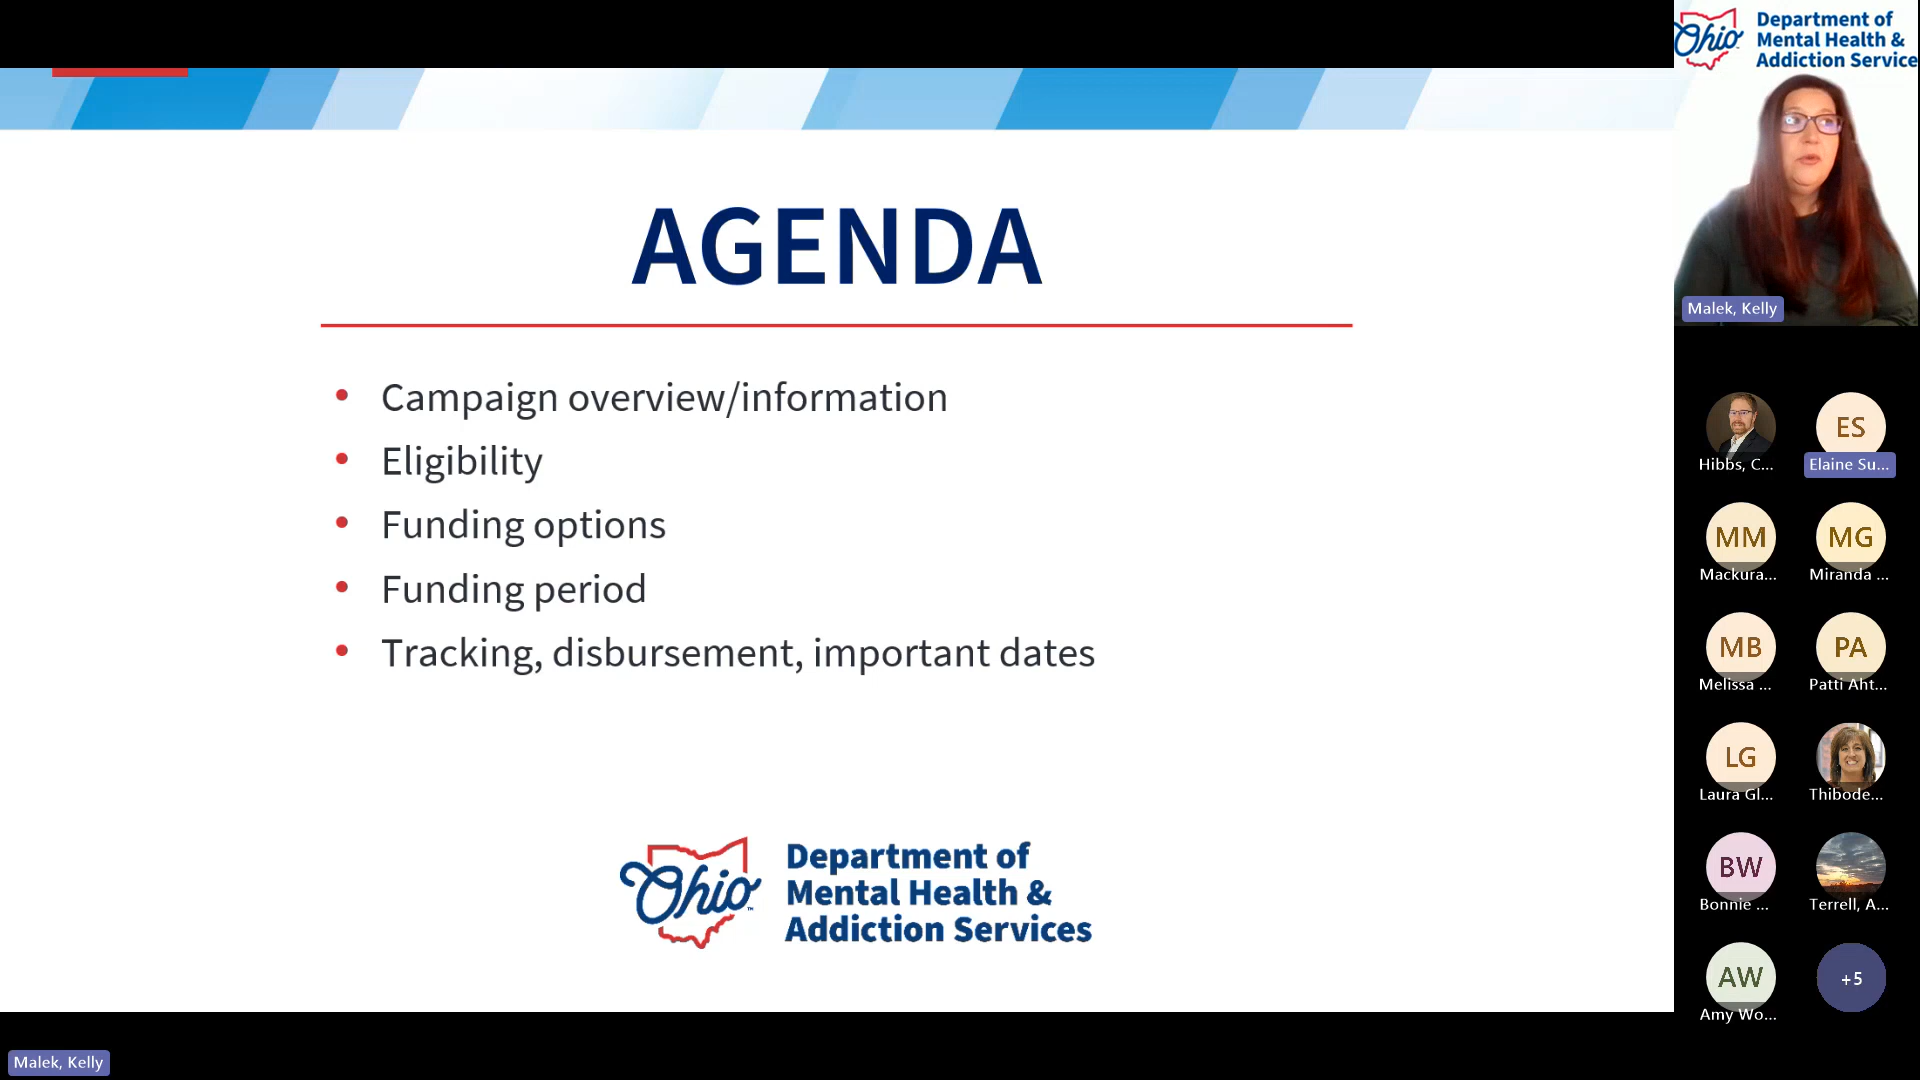 AGENDA
• Campaign overview/information
• Eligibility
• Funding options
• Funding period
• Tracking, disbursement, important dates
Ohio
Department of
Mental Health &
Addiction Services
Malek, Kelly
Ohio
Department of
Mental Health &
Addiction Service
Malek, Kelly
Hibbs, C...
ES
Elaine Su...
MM
Mackura...
MG
Miranda ...
MB
Melissa ...
PA
Patti Aht...
LG
Laura Gl...
Thibode...
BW
Bonnie ...
Terrell, A...
AW
Amy Wo...
+5